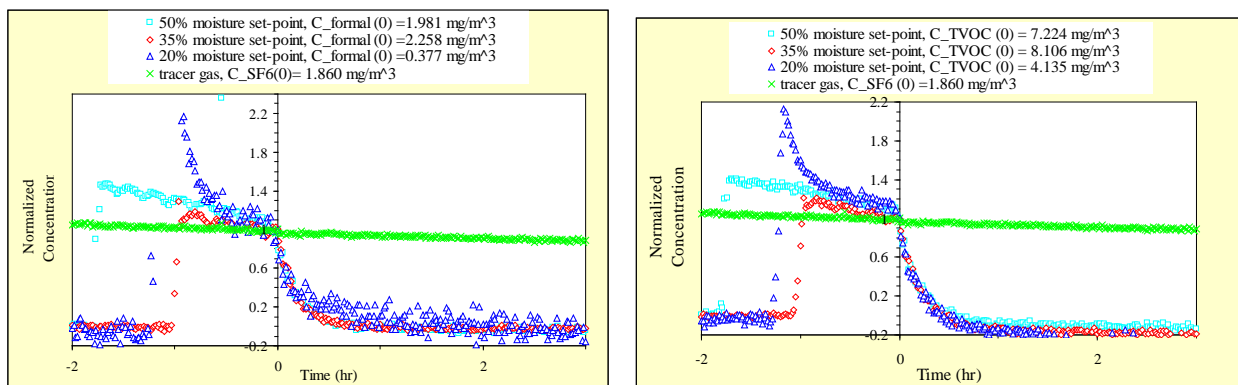 50% moisture set-point, C_formal (0) =1.981 mg/m^3
35% moisture set-point, C_formal (0)=2.258 mg/m^3
20% moisture set-point, C_formal (0)=0.377 mg/m^3
tracer gas, C_SF6(0)= 1.860 mg/m^3
2.2
1.8
1.4
0.6
0.2
-0.2
-2
0
2
Time (hr)
Normalized
Concentration
50% moisture set-point, C_TVOC (0) = 7.224 mg/m^3
35% moisture set-point, C_TVOC (0) = 8.106 mg/m^3
20% moisture set-point, C_TVOC (0) = 4.135 mg/m^3
tracer gas, C_SF6 (0) =1.860 mg/m^3
2.2
1.8
1.4
0.6
0.2
-0.2
-2
0
2
Time (hr)
Normalized
Concentration